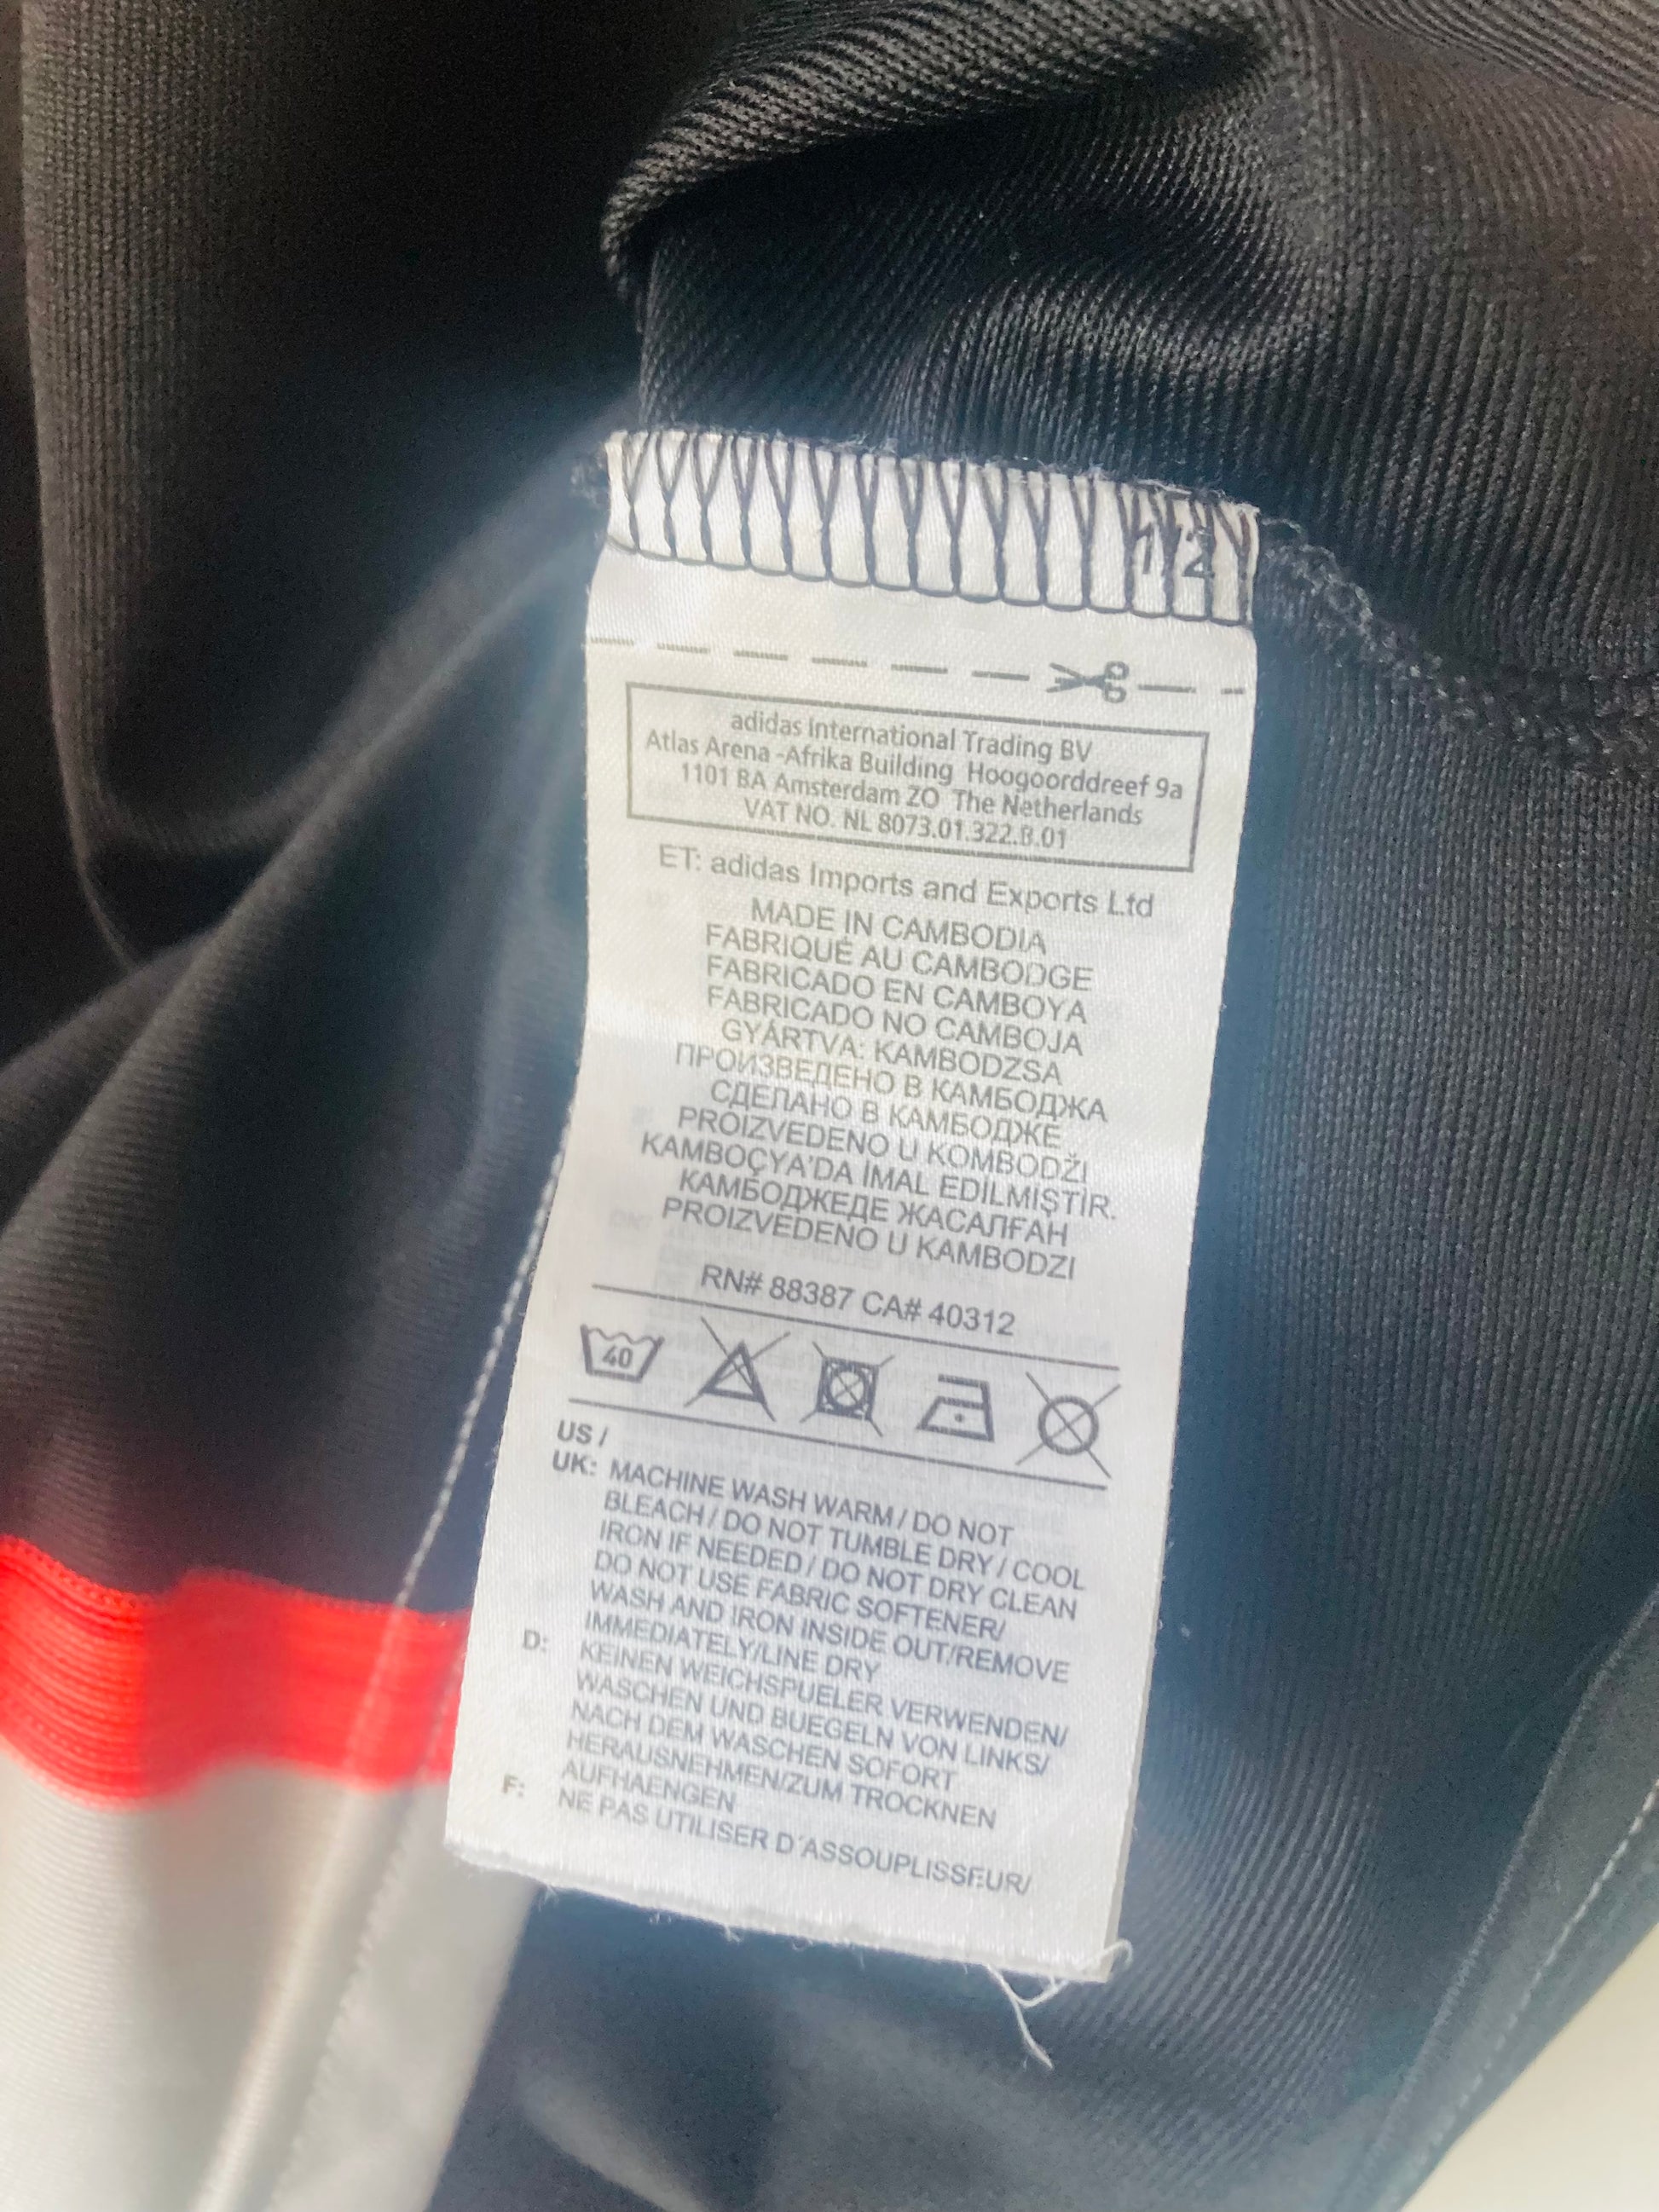 1/2
adidas International Trading BV
Atlas Arena -Afrika Building Hoogoorddreef 9a
1101 BA Amsterdam ZO The Netherlands
VAT NO. NL 8073.01.322.B.01
ET: adidas Imports and Exports Ltd
MADE IN CAMBODIA
FABRIQUÉ AU CAMBODGE
FABRICADO EN CAMBOYA
FABRICADO NO CAMBOJA
GYÁRTVA: KAMBODZSA
ПРОИЗВЕДЕНО В КАМБОДЖА
СДЕЛАНО В КАМБОДЖЕ
PROIZVEDENO U KOMBODŽI
KAMBOÇYA'DA İMAL EDİLMİŞTİR.
КАМБОДЖЕДЕ ЖАСАЛҒАН
PROIZVEDENO U KAMBODZI
RN# 88387 CA# 40312
40
US /
UK: MACHINE WASH WARM / DO NOT
BLEACH / DO NOT TUMBLE DRY / COOL
IRON IF NEEDED / DO NOT DRY CLEAN
DO NOT USE FABRIC SOFTENER/
WASH AND IRON INSIDE OUT/REMOVE
IMMEDIATELY/LINE DRY
D: KEINEN WEICHSPUELER VERWENDEN/
WASCHEN UND BUEGELN VON LINKS/
NACH DEM WASCHEN SOFORT
HERAUSNEHMEN/ZUM TROCKNEN
AUFHAENGEN
F: NE PAS UTILISER D´ASSOUPLISSEUR/